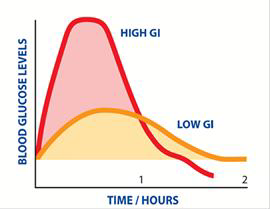 HIGH GI
LOW GI
BLOOD GLUCOSE LEVELS
1
2
TIME / HOURS